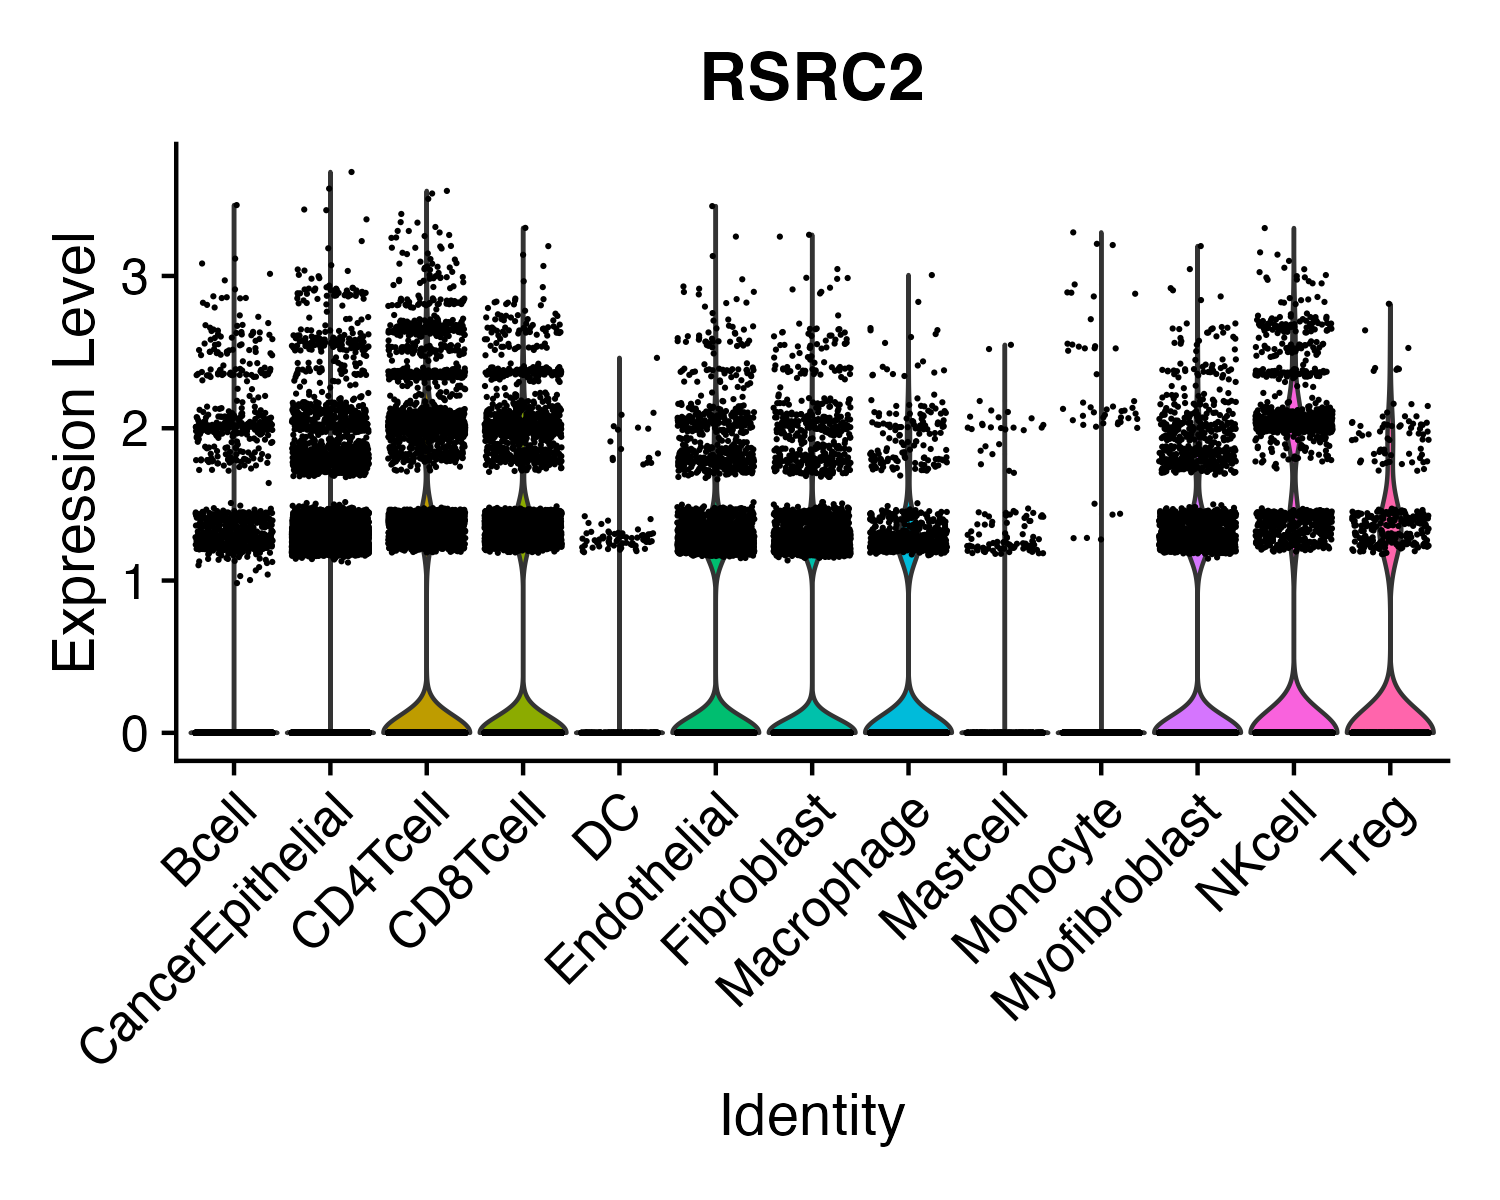 RSRC2
Expression Level
3
2
1
0
Bcell
CancerEpithelial
CD4Tcell
CD8Tcell
DC
Endothelial
Fibroblast
Macrophage
Mastcell
Monocyte
Myofibroblast
NKcell
Treg
Identity